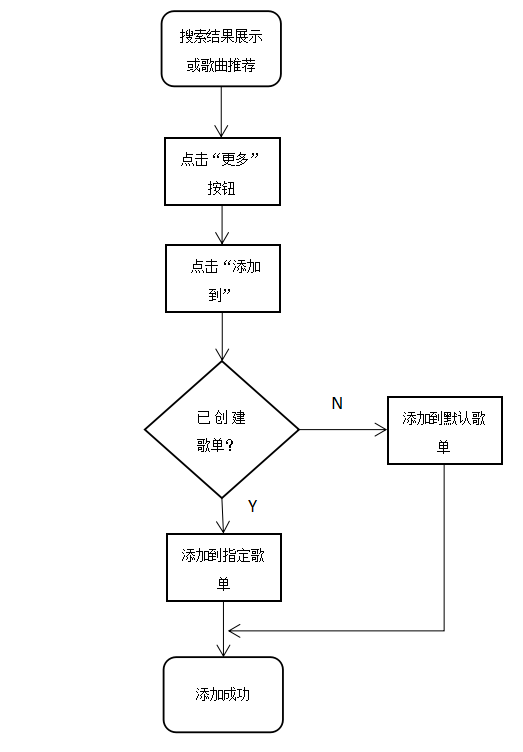 搜索结果展示
或歌曲推荐
点击“更多”
按钮
点击“添加
到”
已创建
歌单？
N
添加到默认歌
单
Y
添加到指定歌
单
添加成功